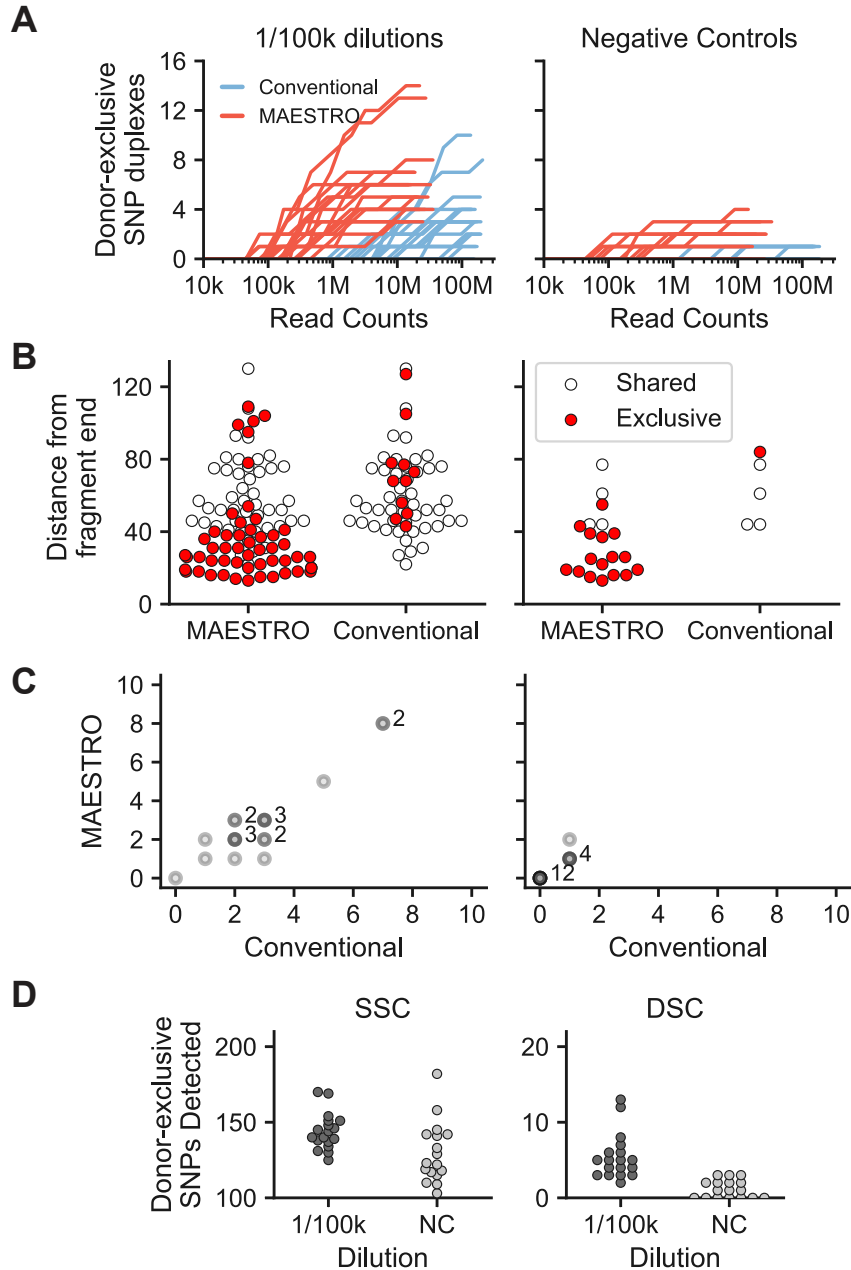 A
1/100k dilutions
Negative Controls
Donor-exclusive
SNP duplexes
16
12
8
4
0
Conventional
MAESTRO
10k 100k 1M 10M 100M
10k 100k 1M 10M 100M
Read Counts
Read Counts
B
Distance from
fragment end
120
80
40
0
Shared
Exclusive
MAESTRO Conventional
MAESTRO Conventional
C
MAESTRO
10
8
6
4
2
0
2
2 3
3 2
4
12
0 2 4 6 8 10
0 2 4 6 8 10
Conventional
Conventional
D
SSC
DSC
Donor-exclusive
SNPs Detected
200
150
100
20
10
0
1/100k NC
1/100k NC
Dilution
Dilution